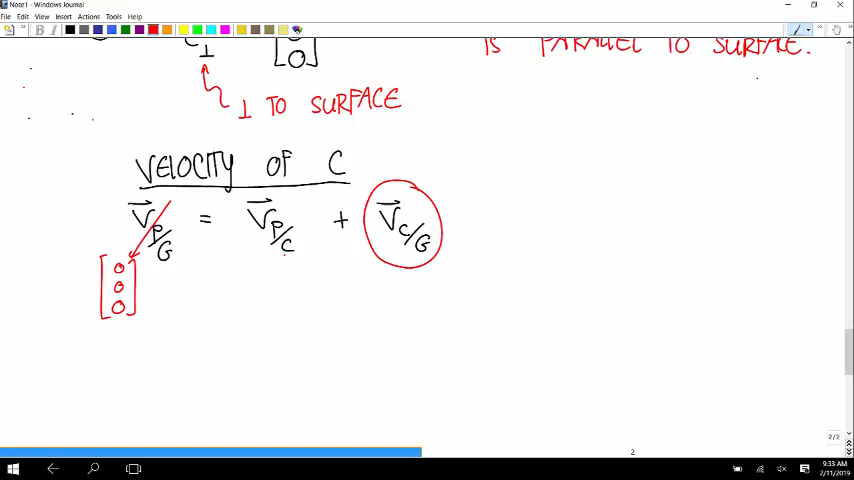 Note1 - Windows Journal
File Edit View Insert Actions Tools Help
B I
⊥ [0] IS PARALLEL TO SURFACE.
⊥ TO SURFACE
VELOCITY OF C
V⃗ P/G = V⃗ P/C + V⃗ C/G
[0
0
0]
2/2
2
9:33 AM
2/11/2019